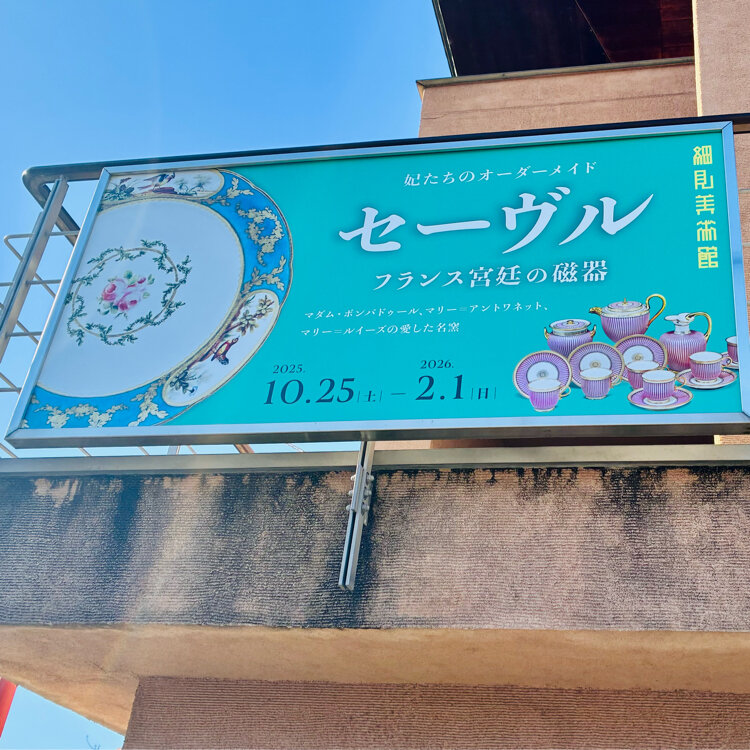 妃たちのオーダーメイド
セーヴル
フランス宮廷の磁器
マダム・ポンパドゥール、マリー＝アントワネット、
マリー＝ルイーズの愛した名窯
2025.
10.25|土| — 2026.
2.1|日|
細見美術館